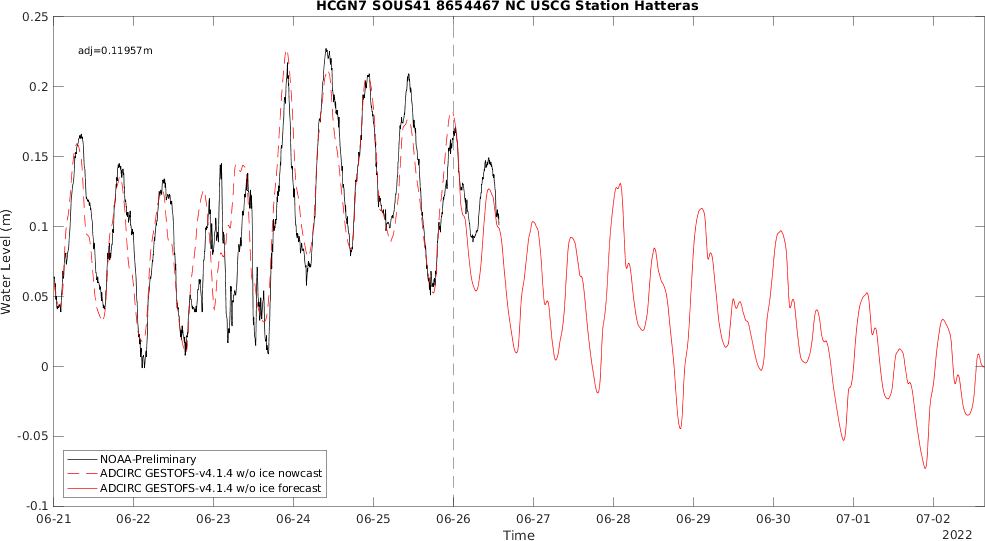 HCGN7 SOUS41 8654467 NC USCG Station Hatteras
0.25
adj=0.11957m
0.2
0.15
0.1
0.05
0
-0.05
-0.1
Water Level (m)
NOAA-Preliminary
ADCIRC GESTOFS-v4.1.4 w/o ice nowcast
ADCIRC GESTOFS-v4.1.4 w/o ice forecast
06-21 06-22 06-23 06-24 06-25 06-26 06-27 06-28 06-29 06-30 07-01 07-02
Time
2022